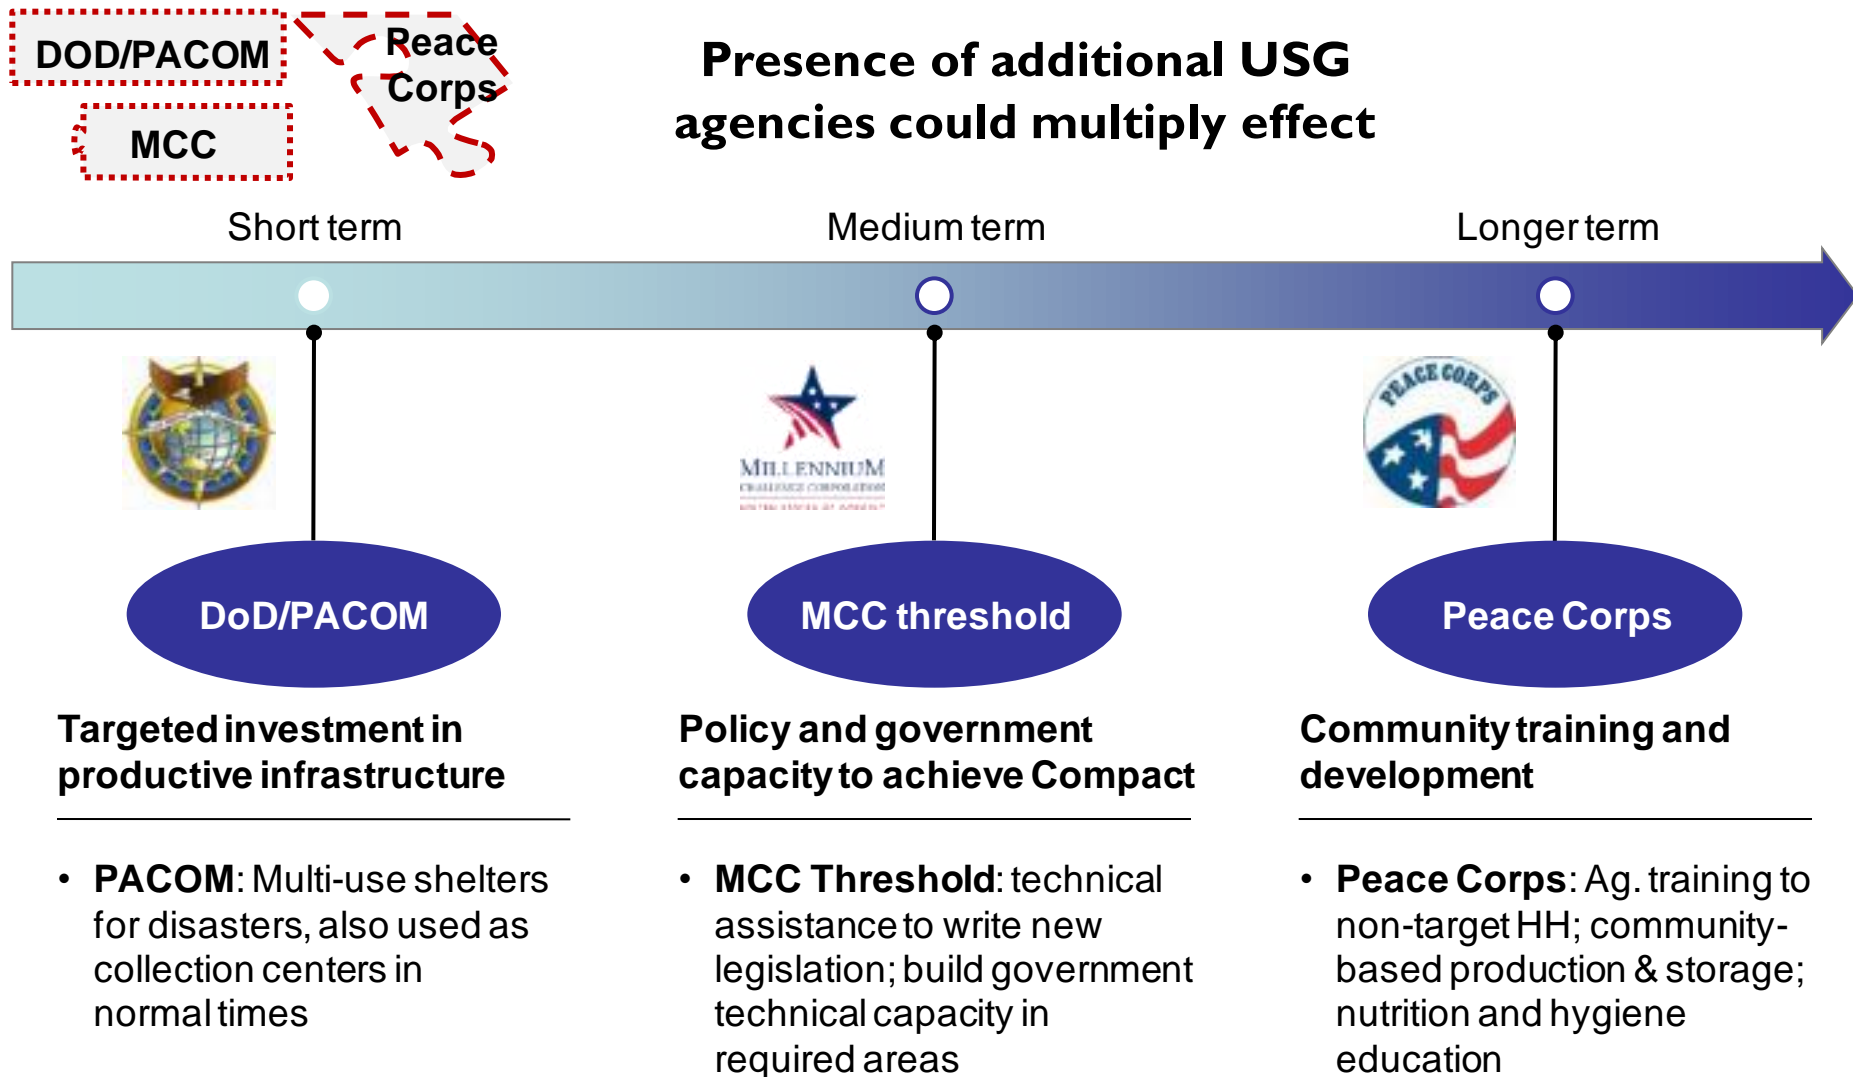 DOD/PACOM
Peace
Corps
MCC
Presence of additional USG
agencies could multiply effect
Short term
Medium term
Longer term
PEACE CORPS
MILLENNIUM
CHALLENGE CORPORATION
DoD/PACOM
MCC threshold
Peace Corps
Targeted investment in
productive infrastructure
Policy and government
capacity to achieve Compact
Community training and
development
• PACOM: Multi-use shelters
for disasters, also used as
collection centers in
normal times
• MCC Threshold: technical
assistance to write new
legislation; build government
technical capacity in
required areas
• Peace Corps: Ag. training to
non-target HH; community-
based production & storage;
nutrition and hygiene
education